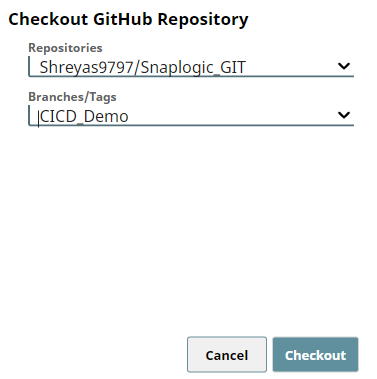 Checkout GitHub Repository
Repositories
Shreyas9797/Snaplogic_GIT
Branches/Tags
CICD_Demo
Cancel
Checkout